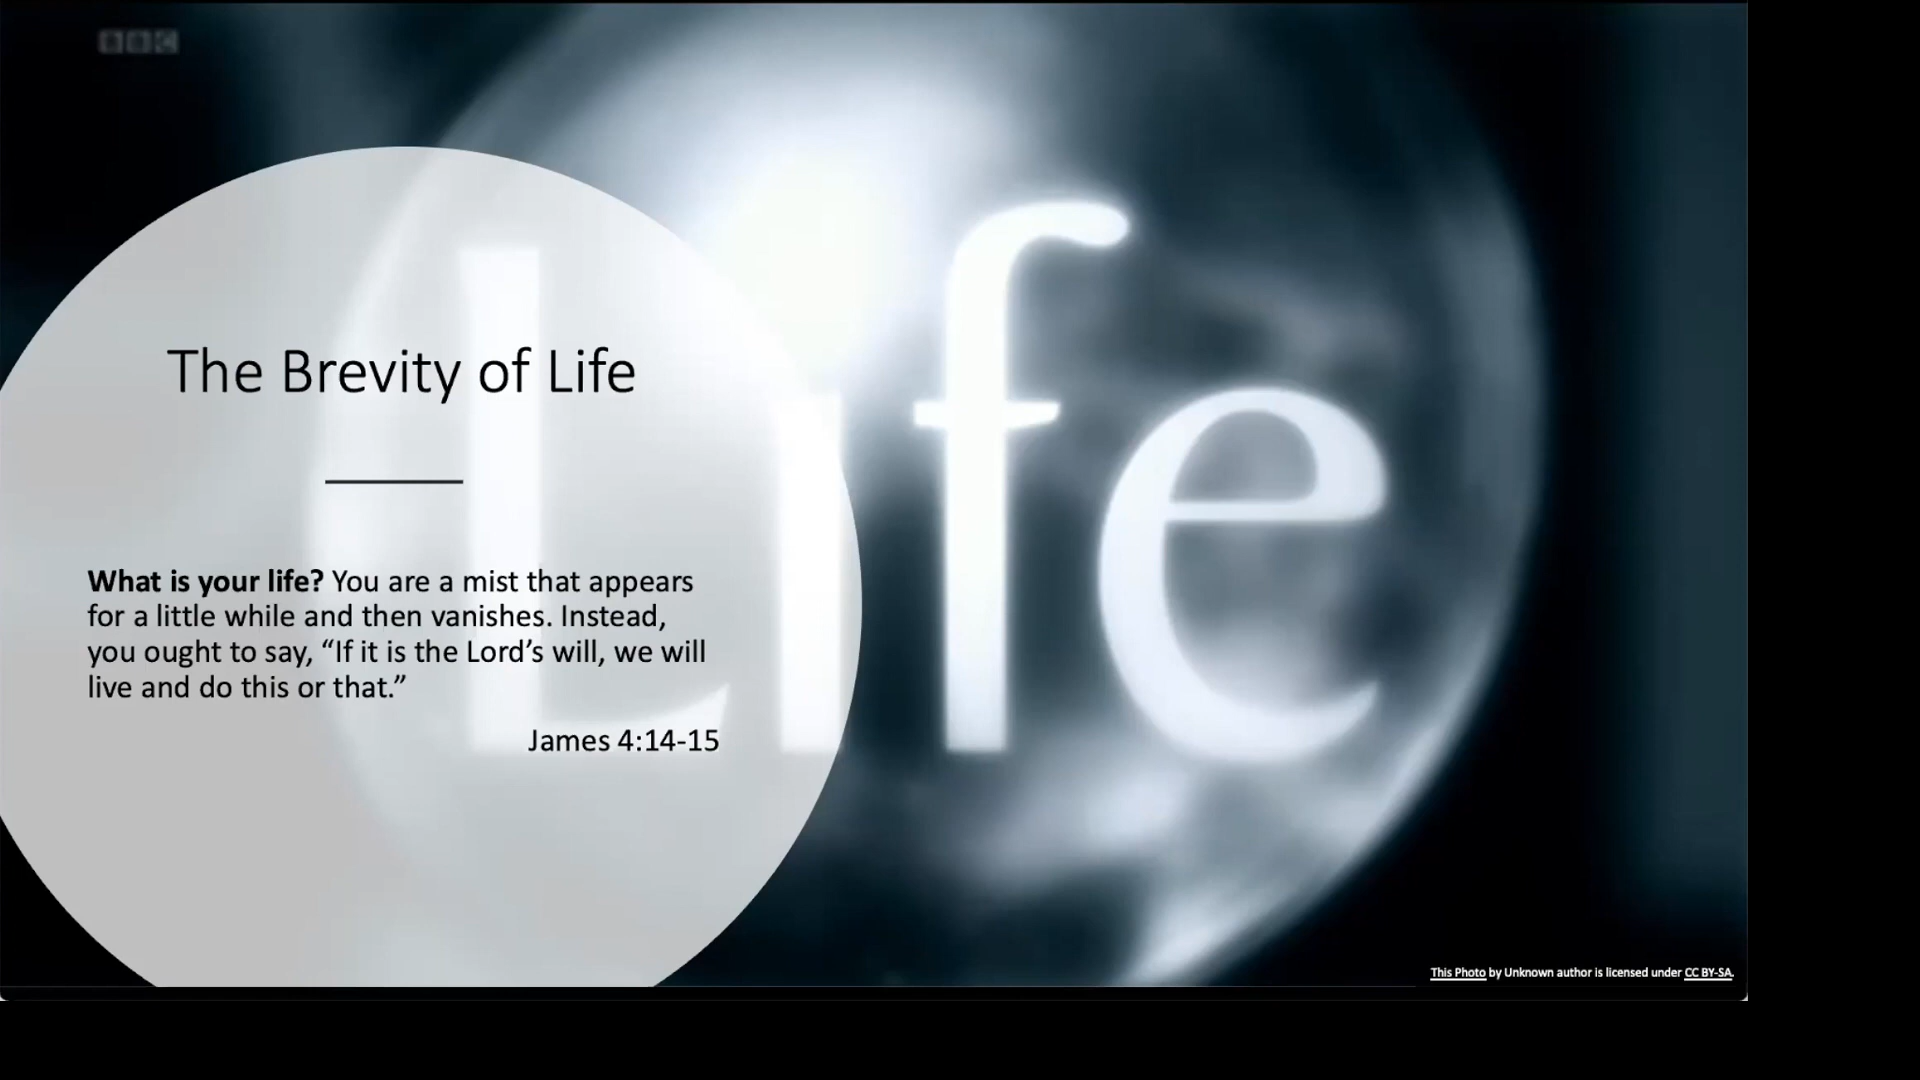 BBC
Life
The Brevity of Life
What is your life? You are a mist that appears
for a little while and then vanishes. Instead,
you ought to say, “If it is the Lord’s will, we will
live and do this or that.”
James 4:14-15
This Photo by Unknown author is licensed under CC BY-SA.